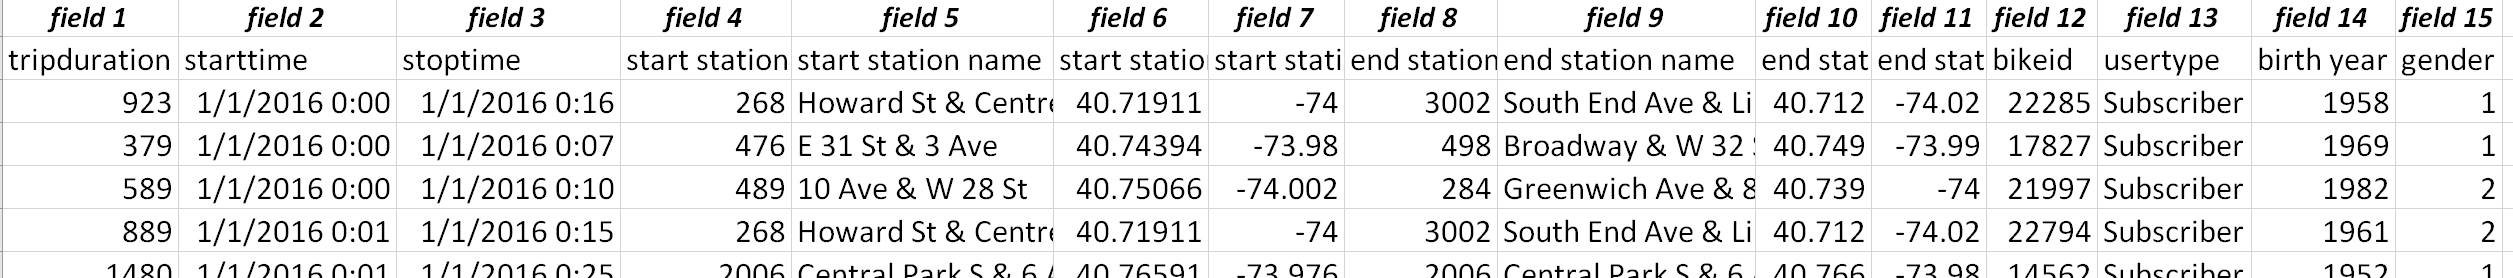 field 1 field 2 field 3 field 4 field 5 field 6 field 7 field 8 field 9 field 10 field 11 field 12 field 13 field 14 field 15
tripduration starttime stoptime start station start station name start statio start stati end station end station name end stat end stat bikeid usertype birth year gender
923 1/1/2016 0:00 1/1/2016 0:16 268 Howard St & Centre 40.71911 -74 3002 South End Ave & Li 40.712 -74.02 22285 Subscriber 1958 1
379 1/1/2016 0:00 1/1/2016 0:07 476 E 31 St & 3 Ave 40.74394 -73.98 498 Broadway & W 32 40.749 -73.99 17827 Subscriber 1969 1
589 1/1/2016 0:00 1/1/2016 0:10 489 10 Ave & W 28 St 40.75066 -74.002 284 Greenwich Ave & 8 40.739 -74 21997 Subscriber 1982 2
889 1/1/2016 0:01 1/1/2016 0:15 268 Howard St & Centre 40.71911 -74 3002 South End Ave & Li 40.712 -74.02 22794 Subscriber 1961 2
1480 1/1/2016 0:01 1/1/2016 0:25 2006 Central Park S & 6 A 40.76591 -73.976 2006 Central Park S & 6 40.766 -73.98 14562 Subscriber 1952 1